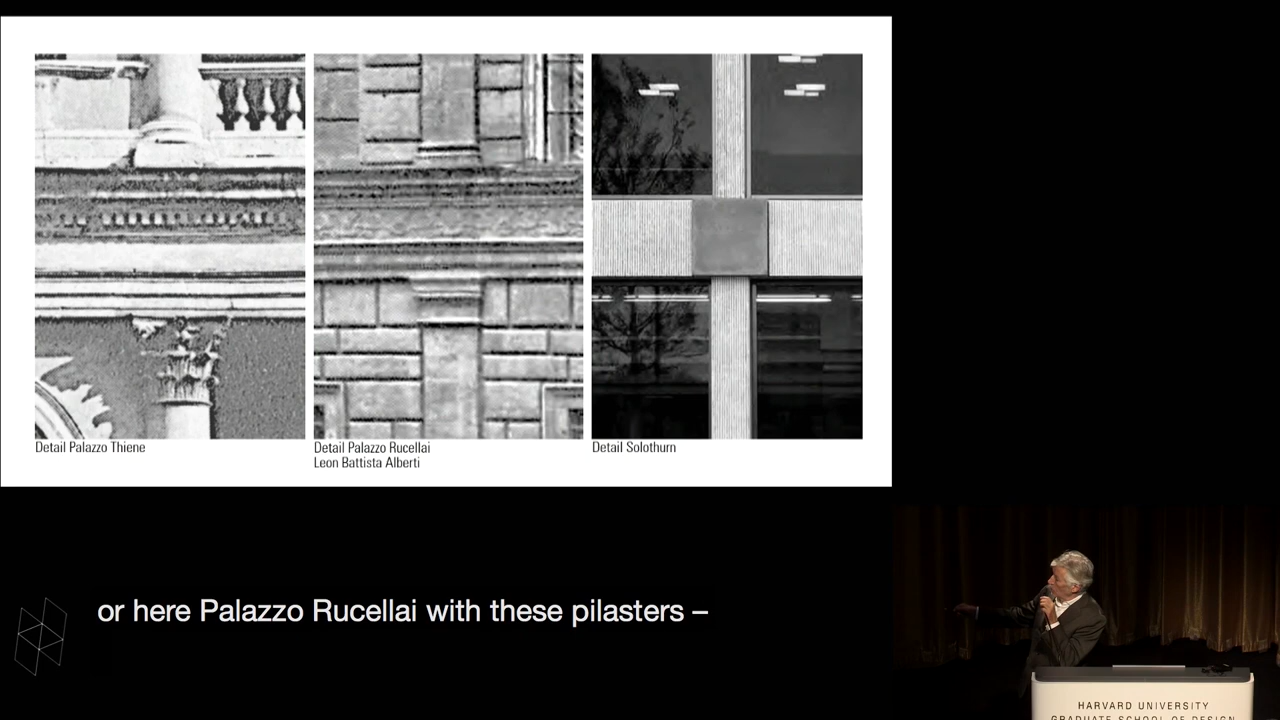 Detail Palazzo Thiene
Detail Palazzo Rucellai
Leon Battista Alberti
Detail Solothurn
or here Palazzo Rucellai with these pilasters –
HARVARD UNIVERSITY
GRADUATE SCHOOL OF DESIGN